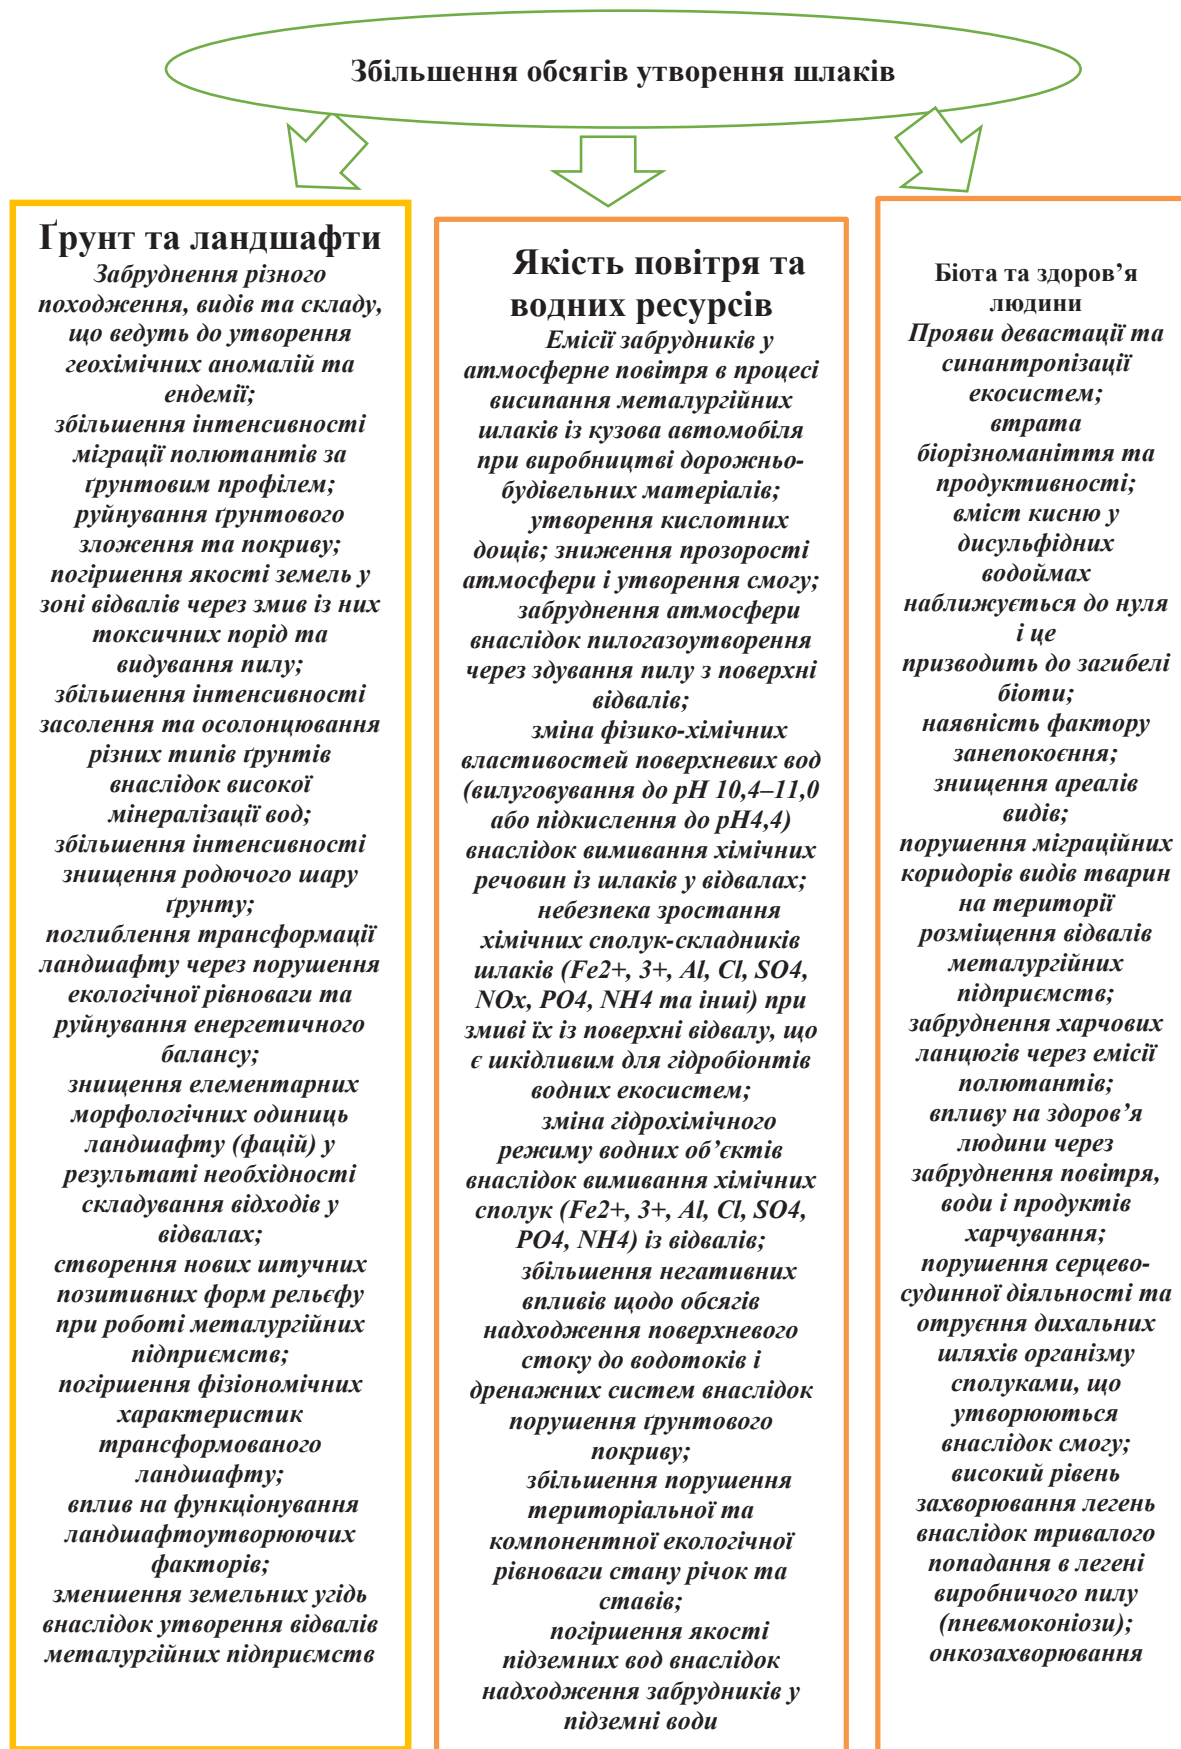 Збільшення обсягів утворення шлаків
Ґрунт та ландшафти
Забруднення різного
походження, видів та складу,
що ведуть до утворення
геохімічних аномалій та
ендемії;
збільшення інтенсивності
міграції полютантів за
ґрунтовим профілем;
руйнування ґрунтового
зложення та покриву;
погіршення якості земель у
зоні відвалів через змив із них
токсичних порід та
видування пилу;
збільшення інтенсивності
засолення та осолонцювання
різних типів ґрунтів
внаслідок високої
мінералізації вод;
збільшення інтенсивності
знищення родючого шару
ґрунту;
поглиблення трансформації
ландшафту через порушення
екологічної рівноваги та
руйнування енергетичного
балансу;
знищення елементарних
морфологічних одиниць
ландшафту (фацій) у
результаті необхідності
складування відходів у
відвалах;
створення нових штучних
позитивних форм рельєфу
при роботі металургійних
підприємств;
погіршення фізіономічних
характеристик
трансформованого
ландшафту;
вплив на функціонування
ландшафтоутворюючих
факторів;
зменшення земельних угідь
внаслідок утворення відвалів
металургійних підприємств
Якість повітря та
водних ресурсів
Емісії забрудників у
атмосферне повітря в процесі
висипання металургійних
шлаків із кузова автомобіля
при виробництві дорожньо-
будівельних матеріалів;
утворення кислотних
дощів; зниження прозорості
атмосфери і утворення смогу;
забруднення атмосфери
внаслідок пилогазоутворення
через здування пилу з поверхні
відвалів;
зміна фізико-хімічних
властивостей поверхневих вод
(вилуговування до рН 10,4–11,0
або підкислення до рН4,4)
внаслідок вимивання хімічних
речовин із шлаків у відвалах;
небезпека зростання
хімічних сполук-складників
шлаків (Fe2+, 3+, Al, Cl, SO4,
NOx, PO4, NH4 та інші) при
змиві їх із поверхні відвалу, що
є шкідливим для гідробіонтів
водних екосистем;
зміна гідрохімічного
режиму водних об’єктів
внаслідок вимивання хімічних
сполук (Fe2+, 3+, Al, Cl, SO4,
PO4, NH4) із відвалів;
збільшення негативних
впливів щодо обсягів
надходження поверхневого
стоку до водотоків і
дренажних систем внаслідок
порушення ґрунтового
покриву;
збільшення порушення
територіальної та
компонентної екологічної
рівноваги стану річок та
ставів;
погіршення якості
підземних вод внаслідок
надходження забрудників у
підземні води
Біота та здоров’я
людини
Прояви девастації та
синантропізації
екосистем;
втрата
біорізноманіття та
продуктивності;
вміст кисню у
дисульфідних
водоймах
наближується до нуля
і це
призводить до загибелі
біоти;
наявність фактору
занепокоєння;
знищення ареалів
видів;
порушення міграційних
коридорів видів тварин
на території
розміщення відвалів
металургійних
підприємств;
забруднення харчових
ланцюгів через емісії
полютантів;
впливу на здоров’я
людини через
забруднення повітря,
води і продуктів
харчування;
порушення серцево-
судинної діяльності та
отруєння дихальних
шляхів організму
сполуками, що
утворюються
внаслідок смогу;
високий рівень
захворювання легень
внаслідок тривалого
попадання в легені
виробничого пилу
(пневмоконіози);
онкозахворювання